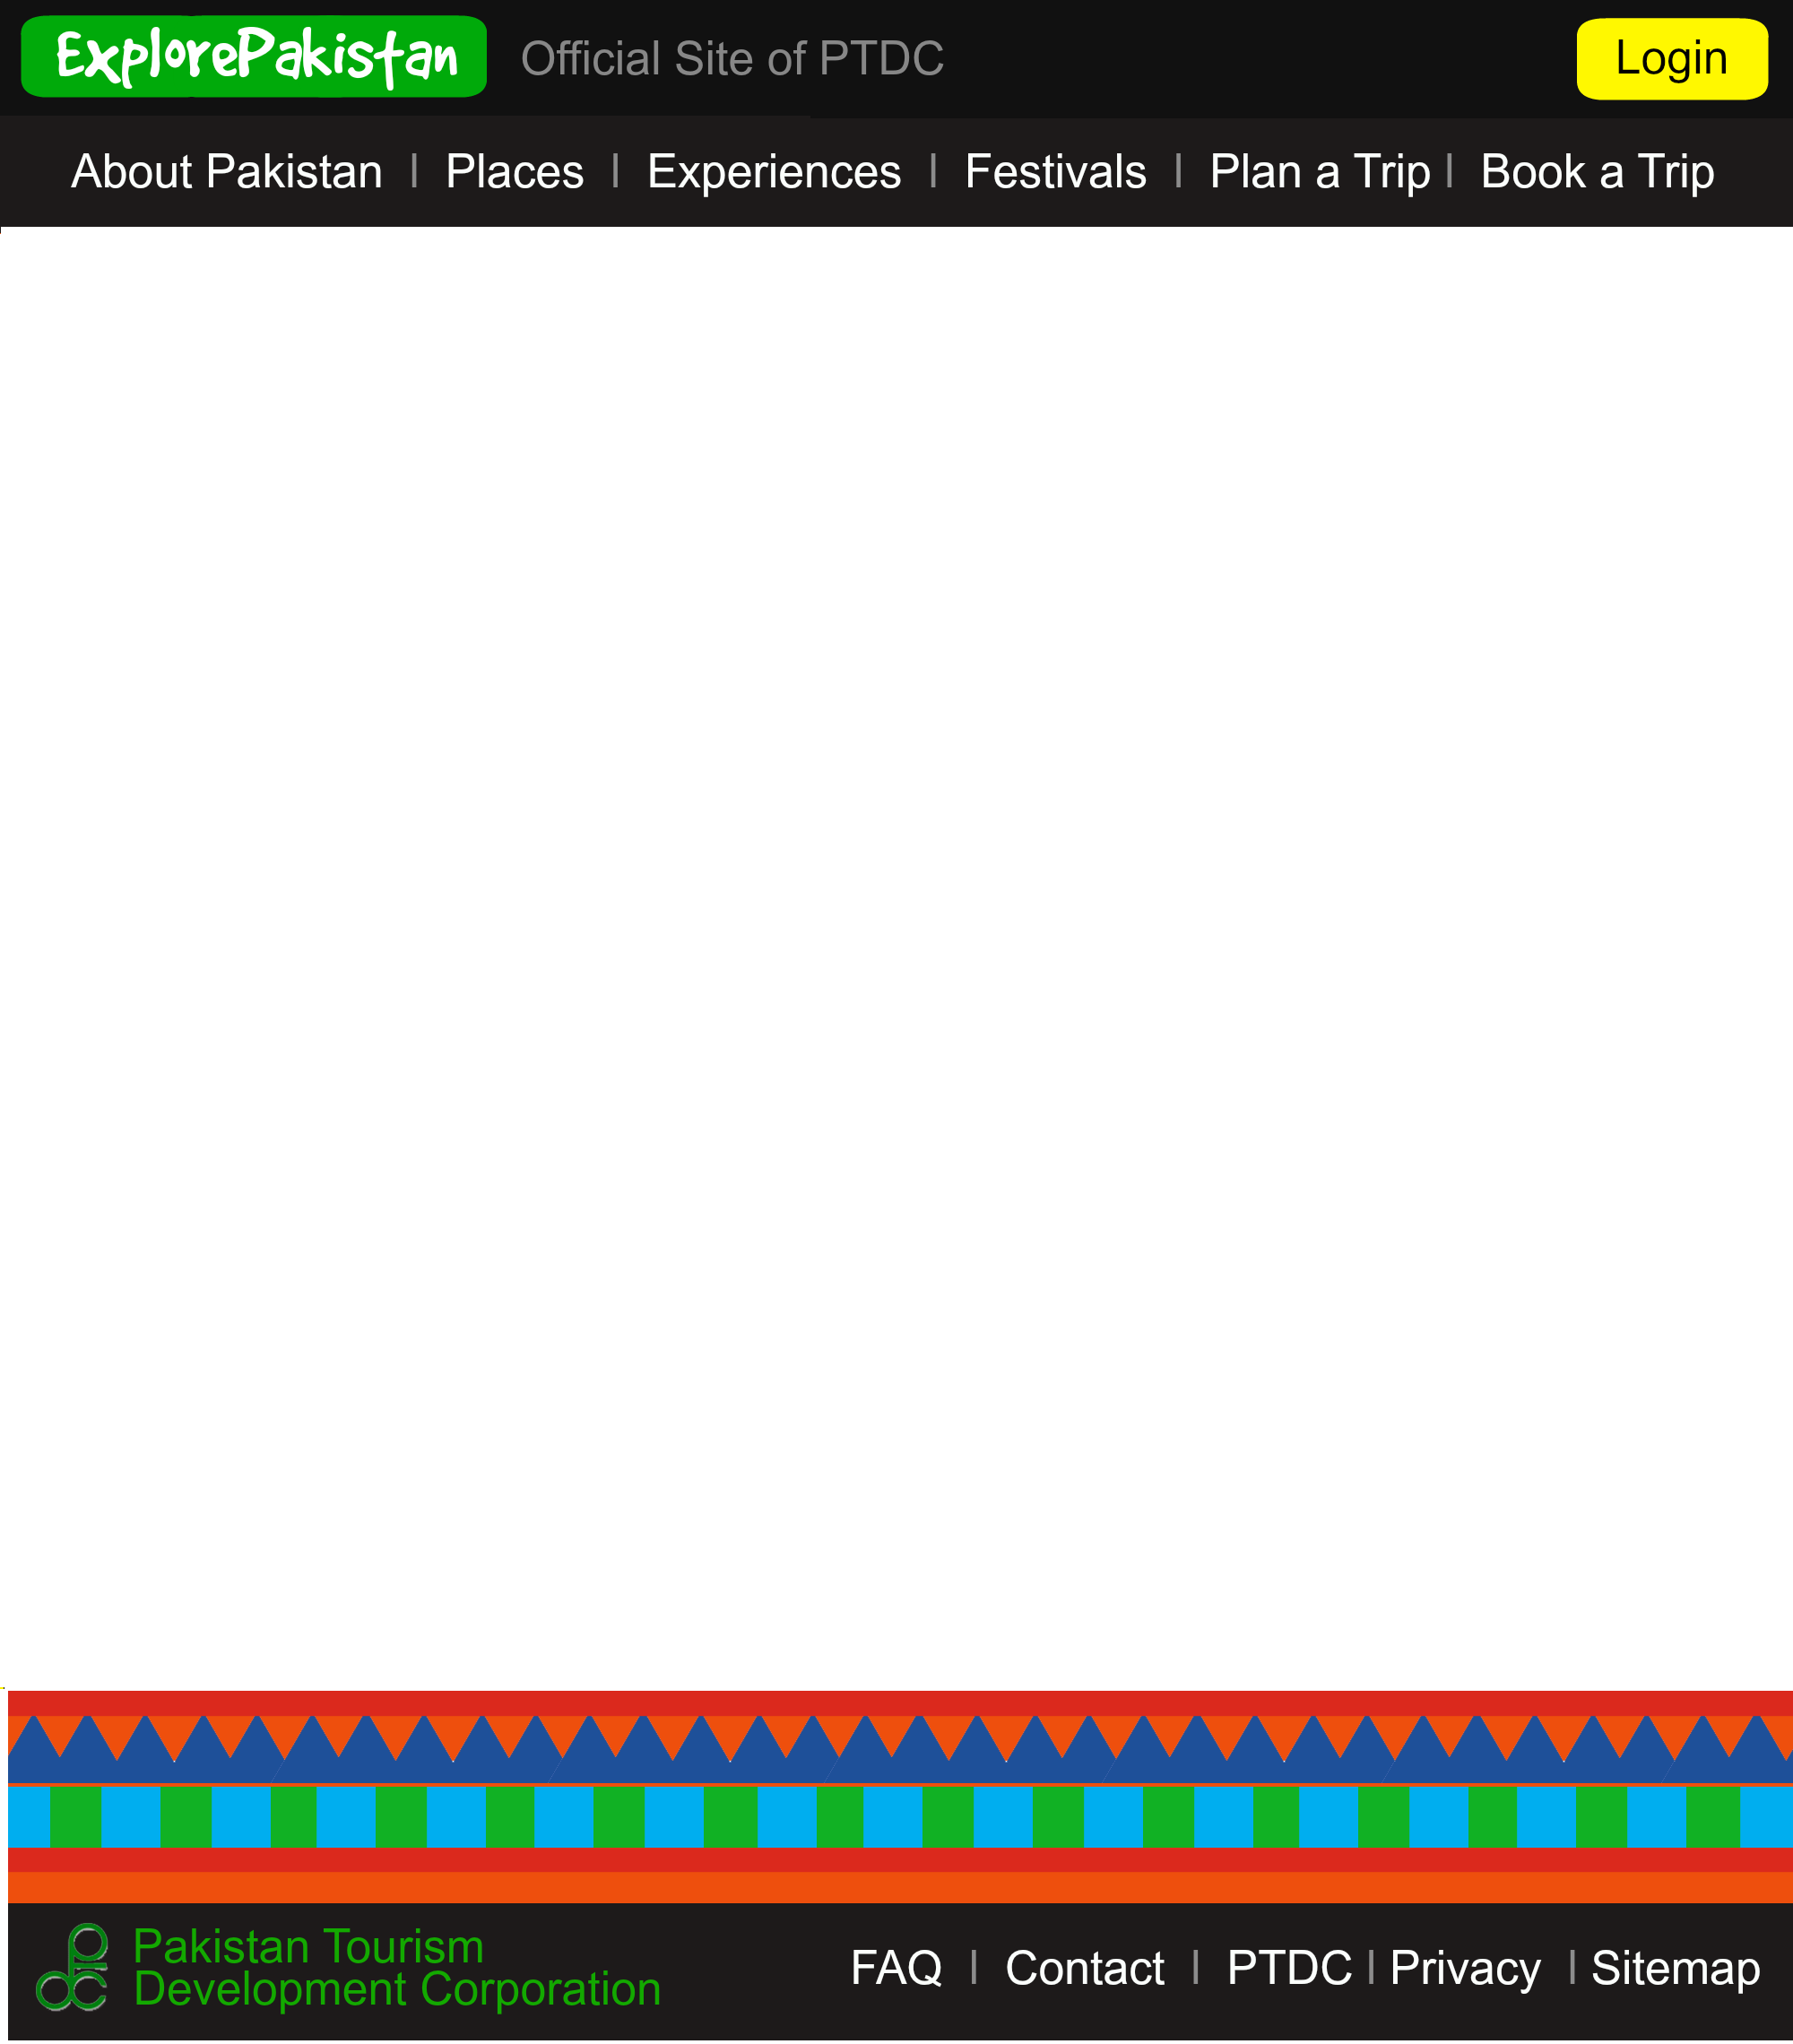 ExplorePakistan Official Site of PTDC Login
About Pakistan | Places | Experiences | Festivals | Plan a Trip | Book a Trip
Pakistan Tourism
Development Corporation
FAQ | Contact | PTDC | Privacy | Sitemap